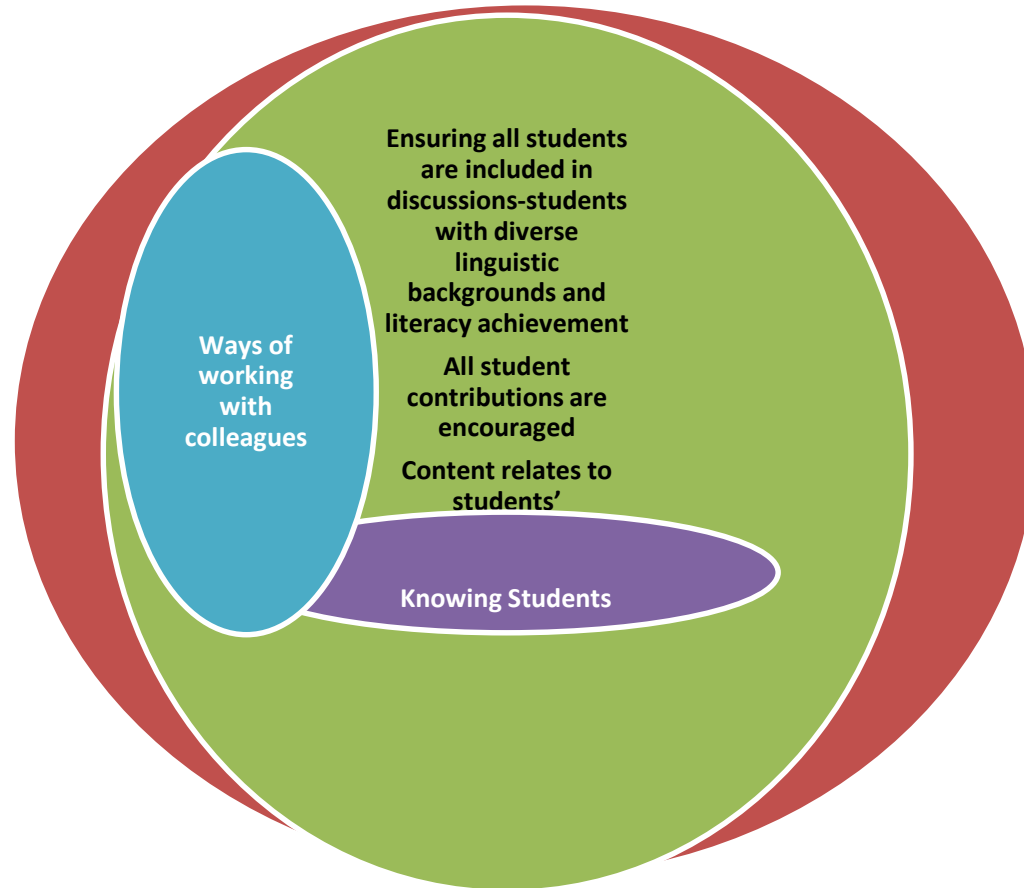 Ensuring all students
are included in
discussions-students
with diverse
linguistic
backgrounds and
literacy achievement
All student
contributions are
encouraged
Content relates to
students’
Ways of
working
with
colleagues
Knowing Students